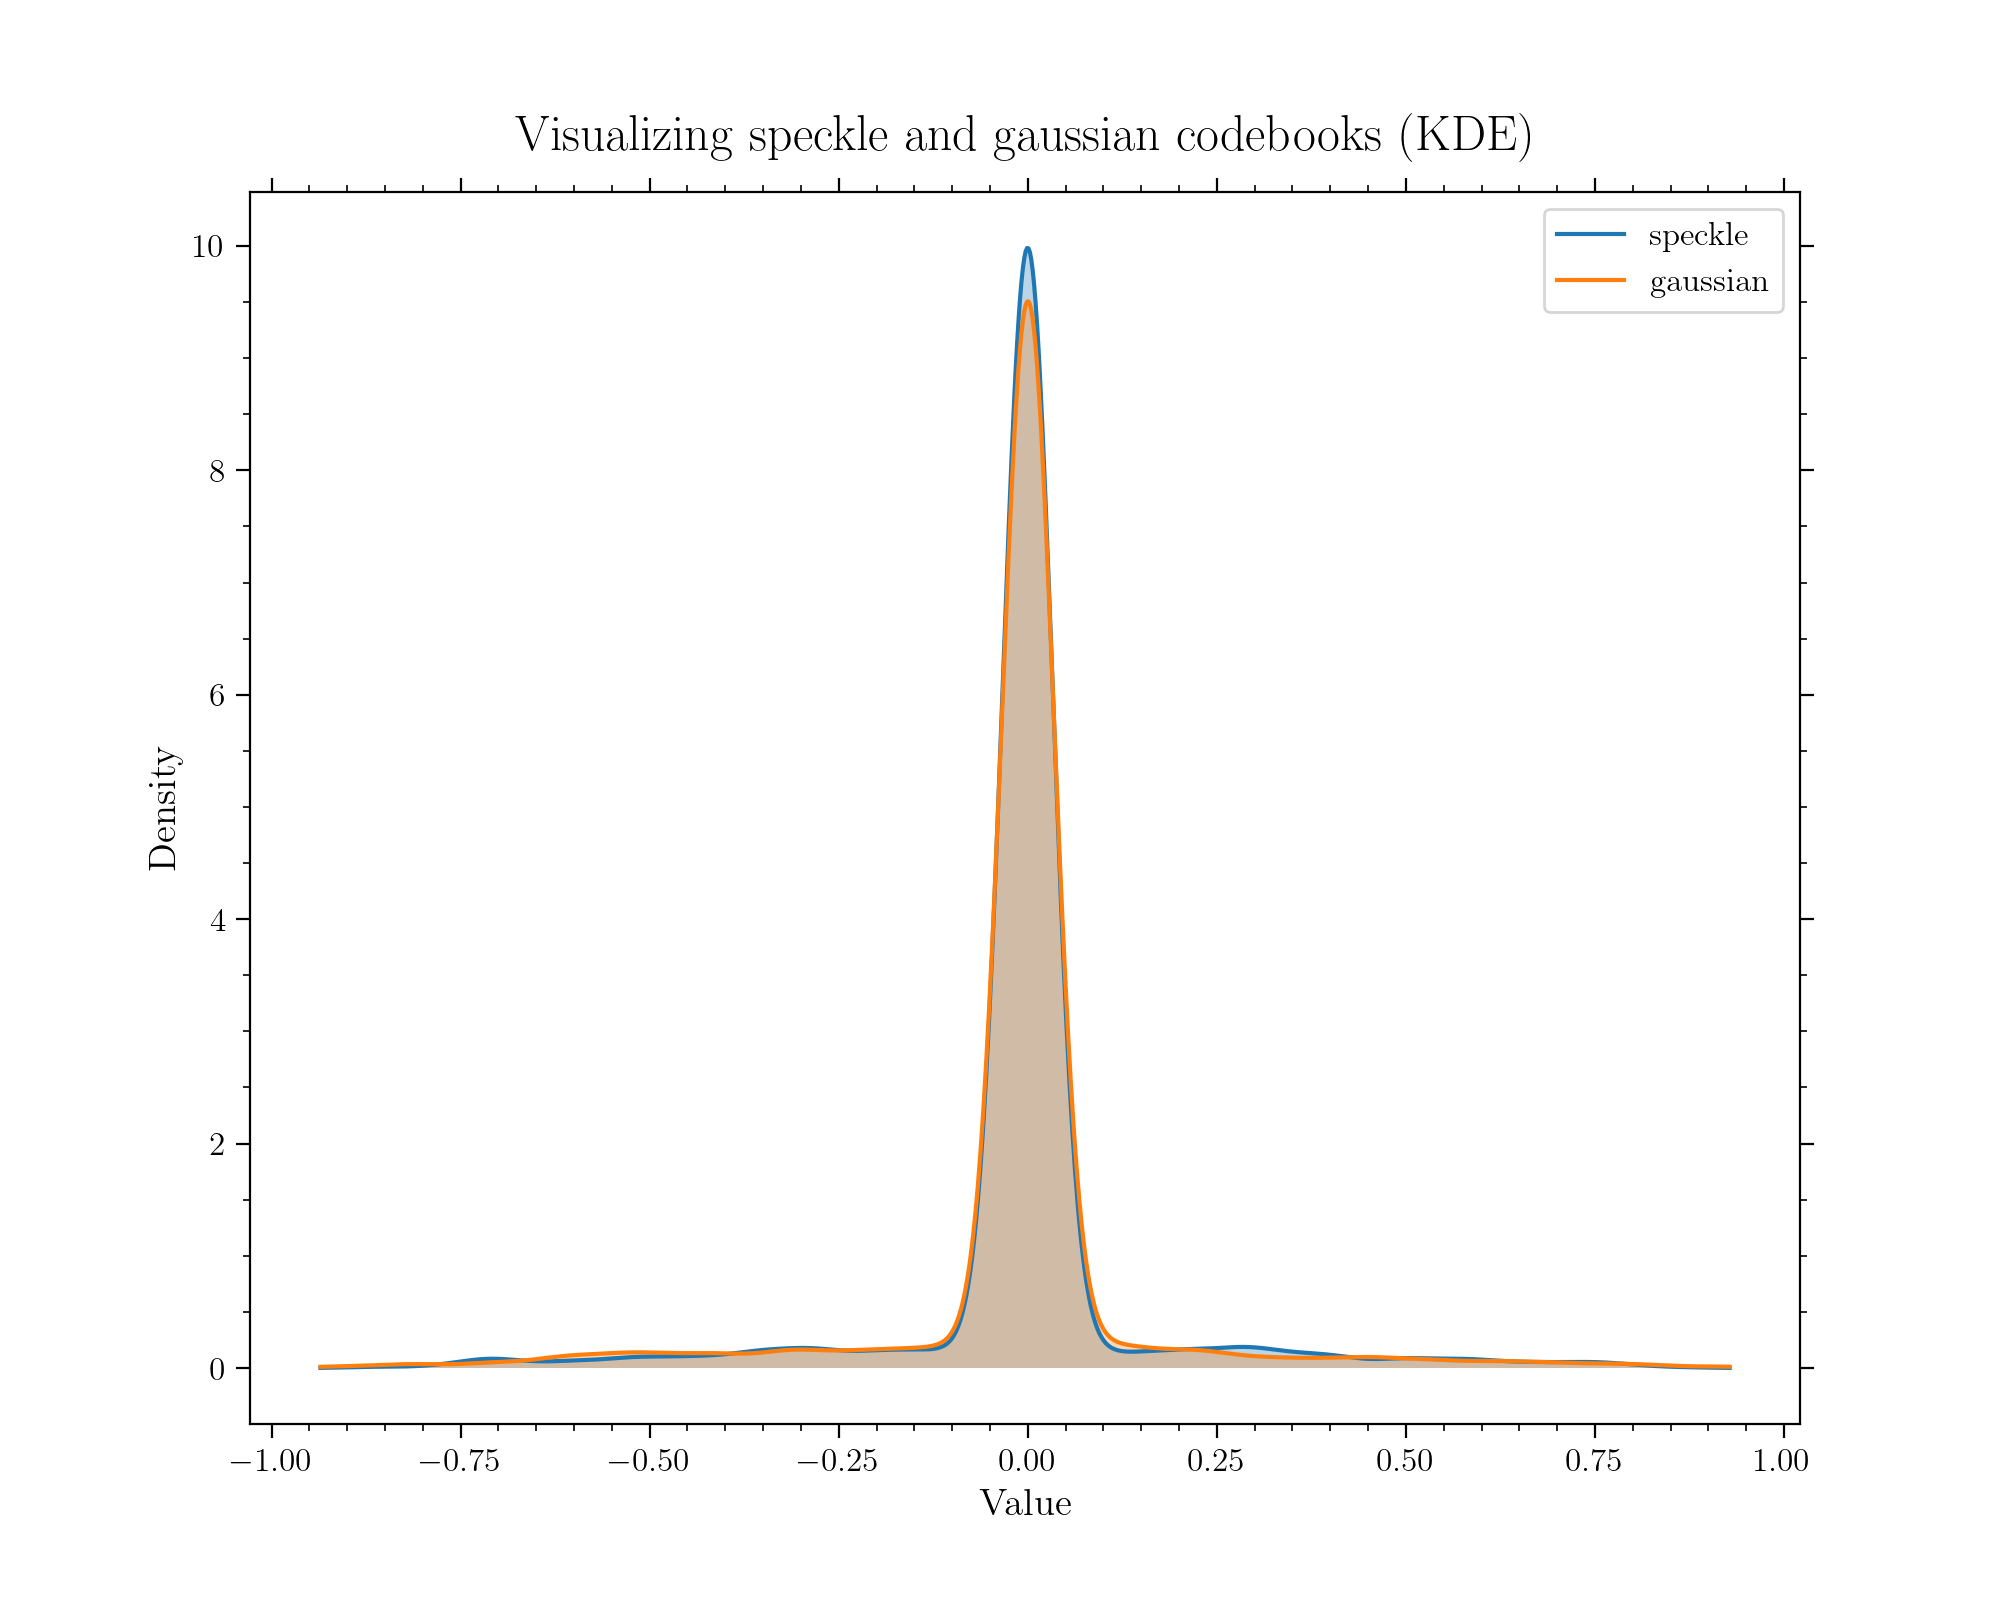 Visualizing speckle and gaussian codebooks (KDE)
speckle
gaussian
10
8
6
4
2
0
Density
−1.00 −0.75 −0.50 −0.25 0.00 0.25 0.50 0.75 1.00
Value